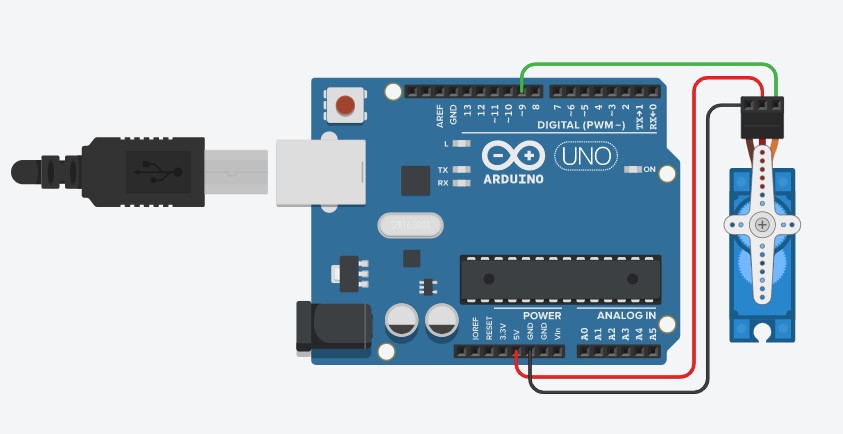 AREF
GND
13
12
~11
~10
~9
8
7
~6
~5
4
~3
2
TX→1
RX←0
DIGITAL (PWM~)
L
TX
RX
UNO
ON
ARDUINO
POWER
ANALOG IN
IOREF
RESET
3.3V
5V
GND
GND
Vin
A0
A1
A2
A3
A4
A5